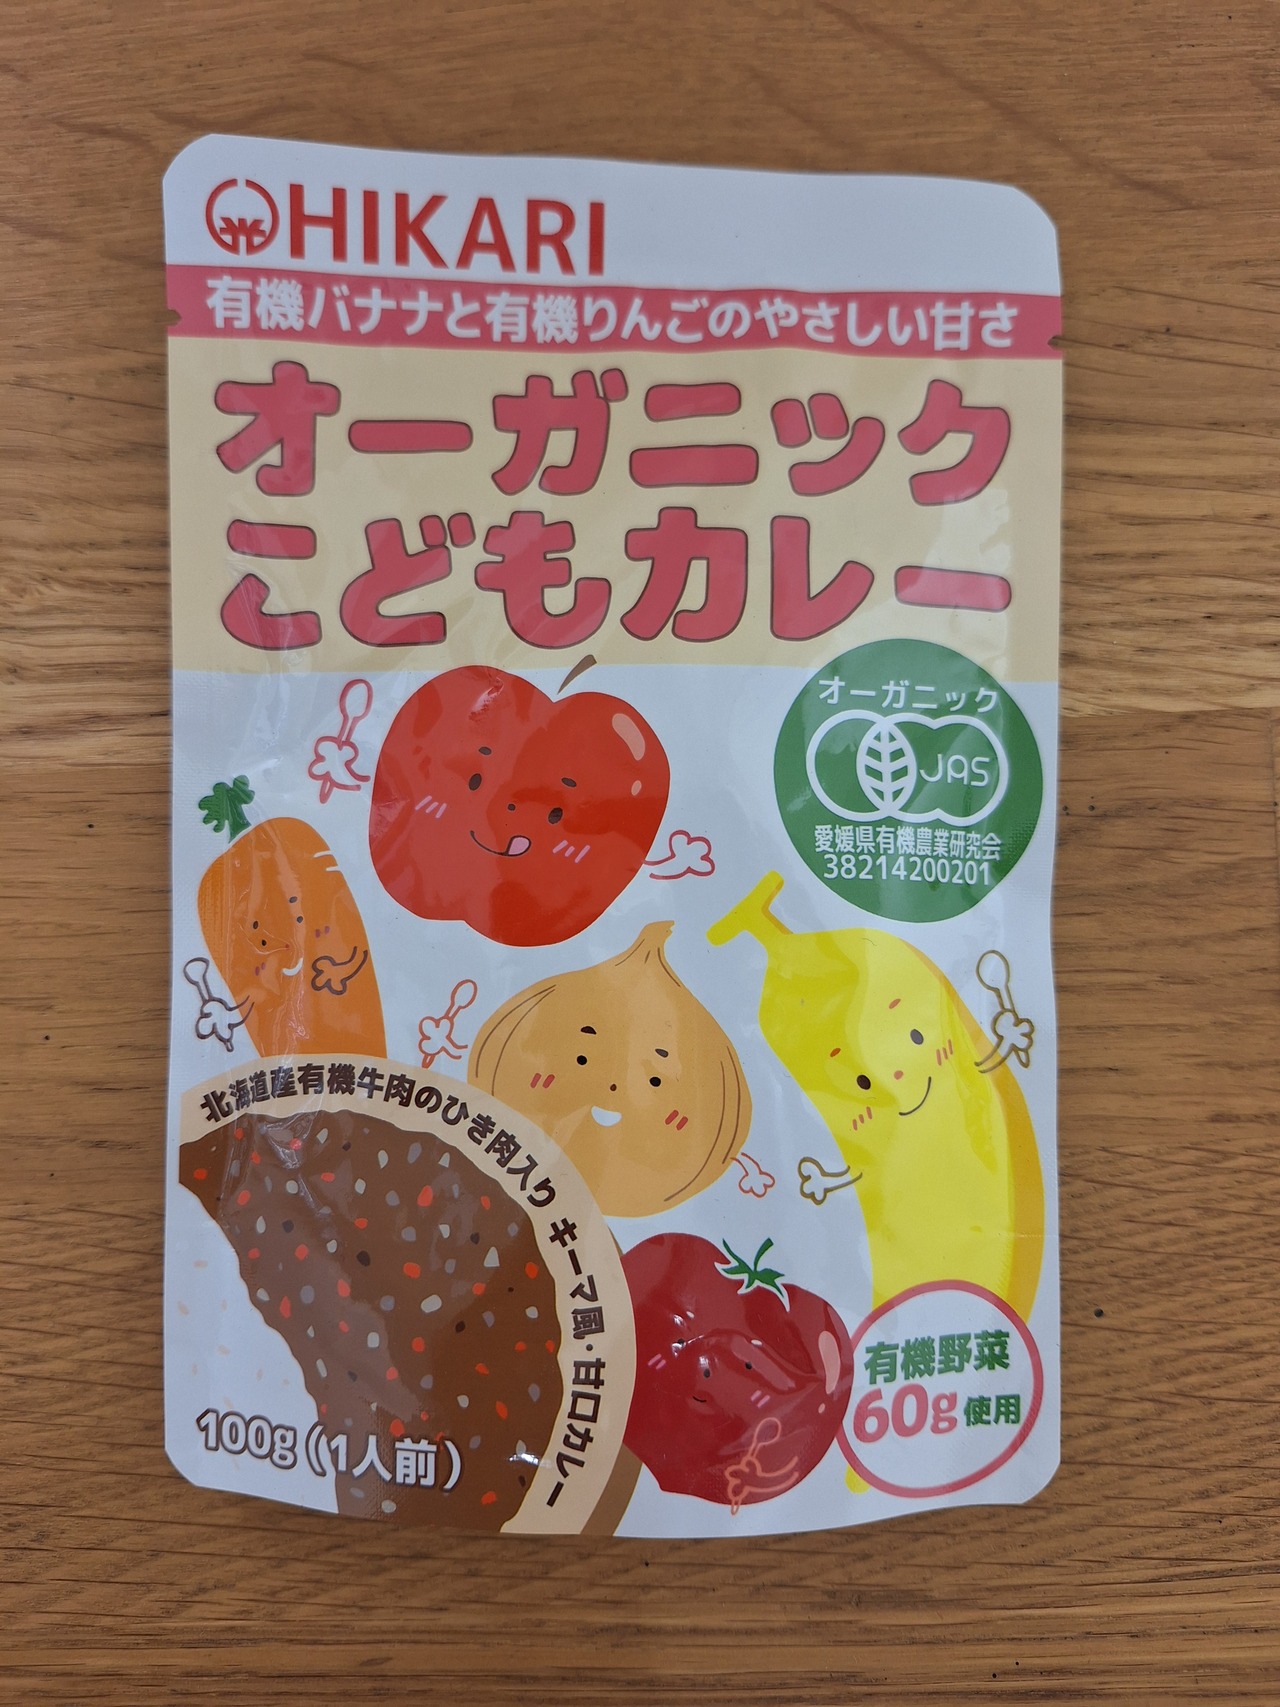 HIKARI
有機バナナと有機りんごのやさしい甘さ
オーガニック
こどもカレー
オーガニック
JAS
愛媛県有機農業研究会
38214200201
北海道産有機牛肉のひき肉入り キーマ風・甘口カレー
有機野菜
60g使用
100g(1人前)